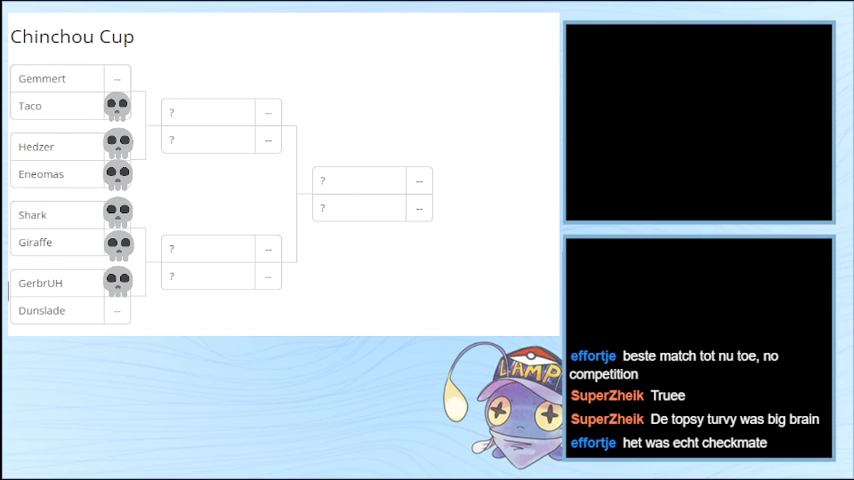 Chinchou Cup
Gemmert --
Taco
Hedzer
Eneomas
Shark
Giraffe
GerbrUH
Dunslade --
? --
? --
? --
? --
? --
? --
LAMP
effortje beste match tot nu toe, no
competition
SuperZheik Truee
SuperZheik De topsy turvy was big brain
effortje het was echt checkmate